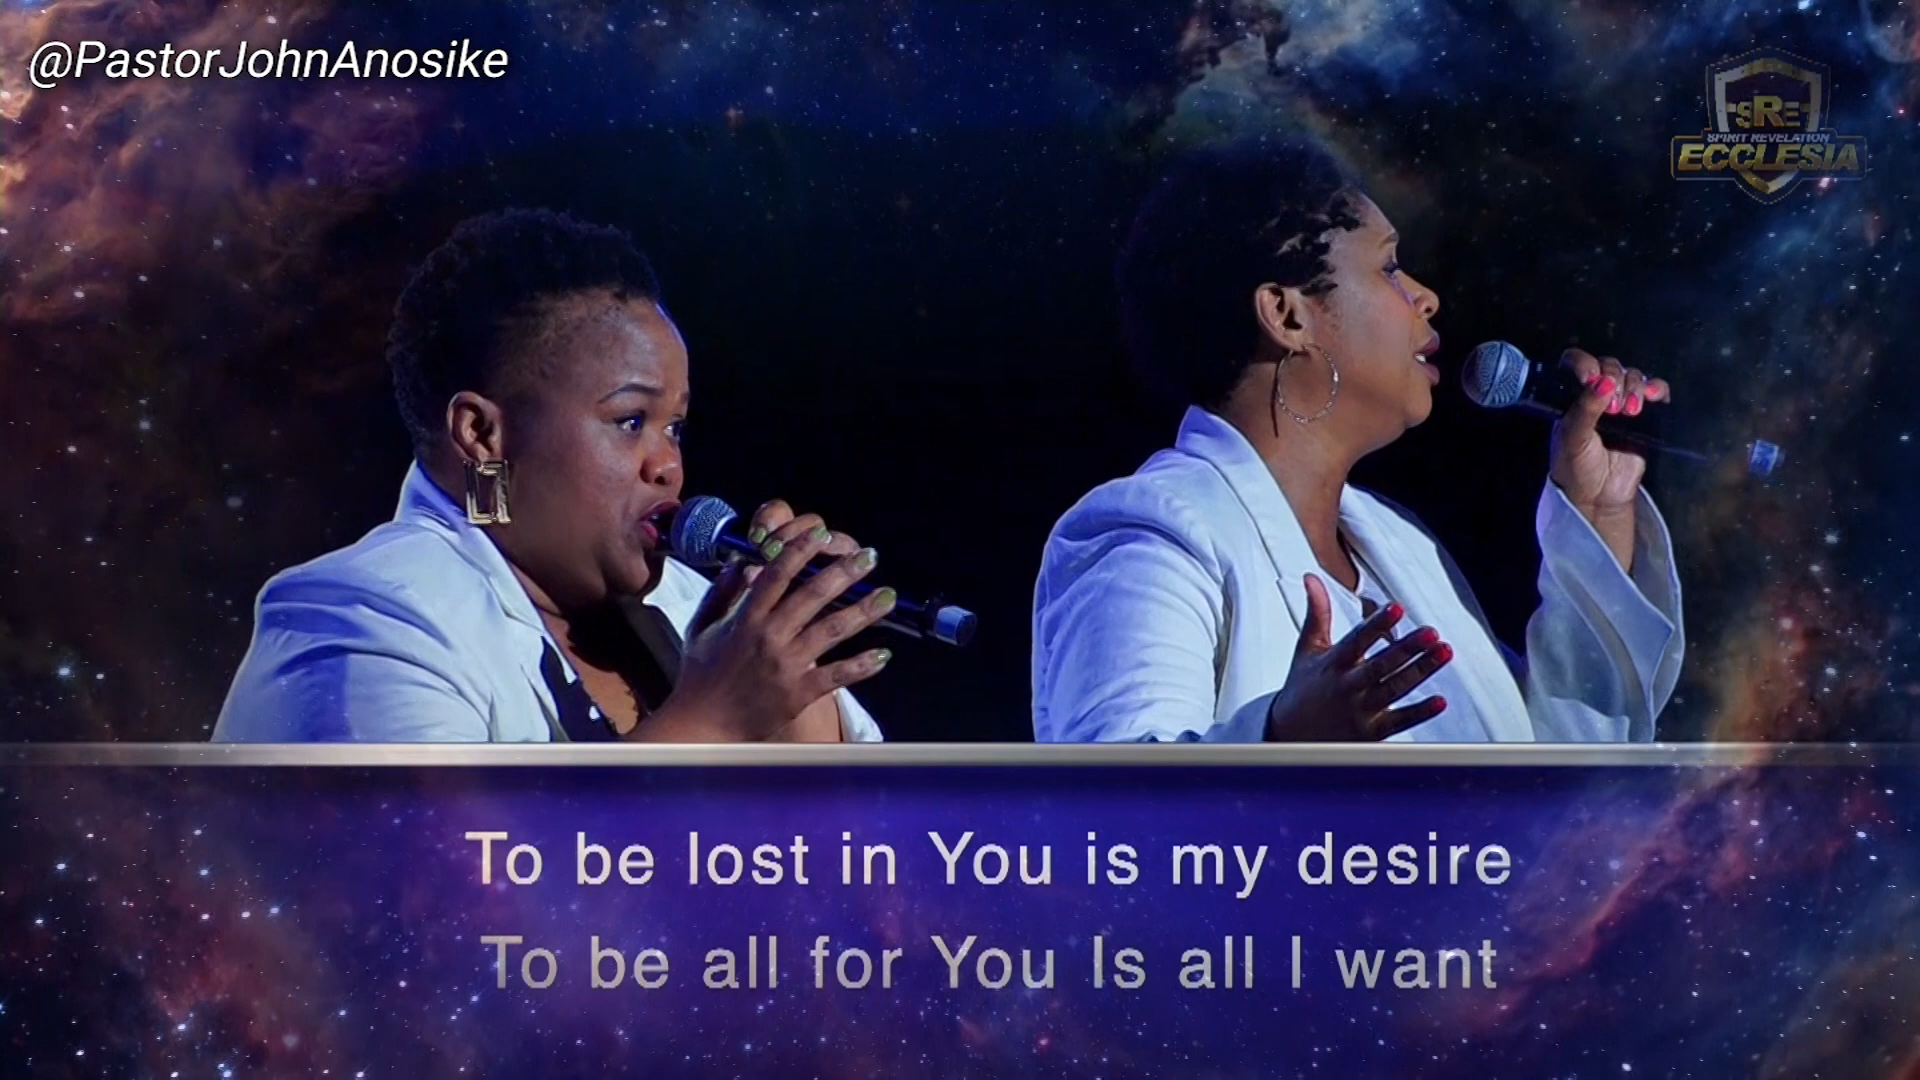 @PastorJohnAnosike
SRE
SPIRIT REVELATION
ECCLESIA
To be lost in You is my desire
To be all for You Is all I want